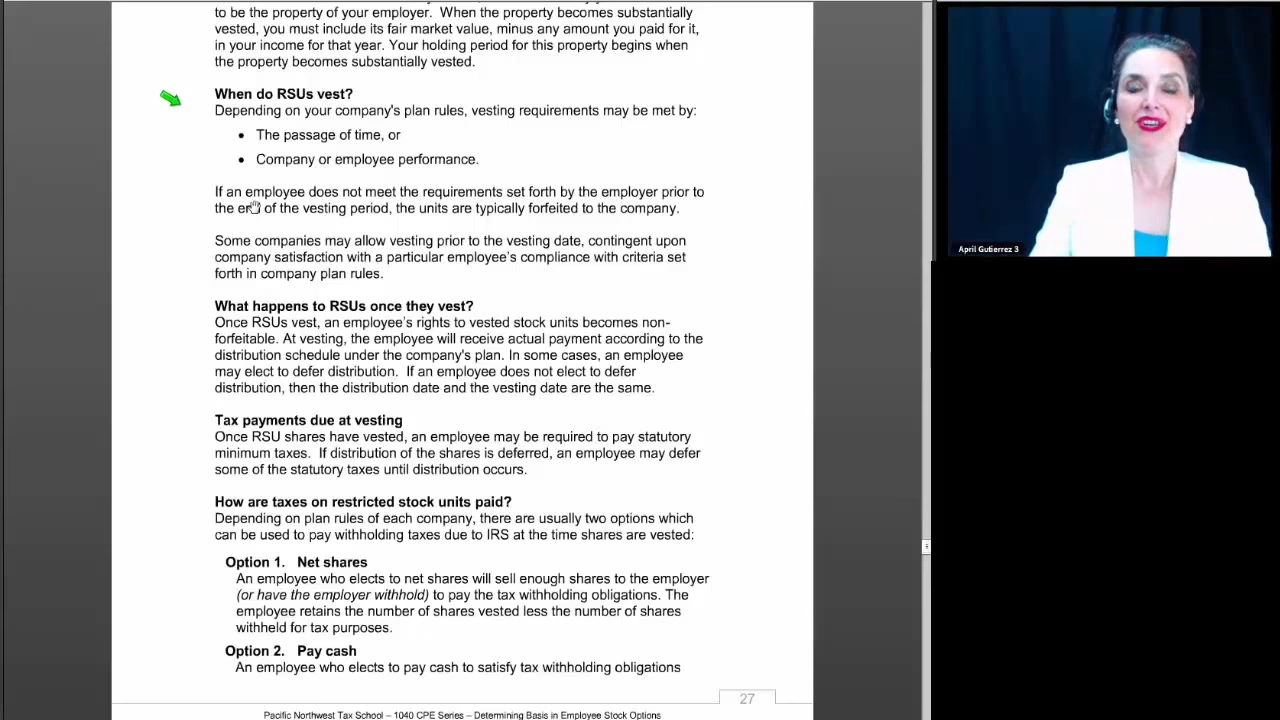 to be the property of your employer. When the property becomes substantially
vested, you must include its fair market value, minus any amount you paid for it,
in your income for that year. Your holding period for this property begins when
the property becomes substantially vested.
When do RSUs vest?
Depending on your company's plan rules, vesting requirements may be met by:
• The passage of time, or
• Company or employee performance.
If an employee does not meet the requirements set forth by the employer prior to
the end of the vesting period, the units are typically forfeited to the company.
Some companies may allow vesting prior to the vesting date, contingent upon
company satisfaction with a particular employee's compliance with criteria set
forth in company plan rules.
What happens to RSUs once they vest?
Once RSUs vest, an employee's rights to vested stock units becomes non-
forfeitable. At vesting, the employee will receive actual payment according to the
distribution schedule under the company's plan. In some cases, an employee
may elect to defer distribution. If an employee does not elect to defer
distribution, then the distribution date and the vesting date are the same.
Tax payments due at vesting
Once RSU shares have vested, an employee may be required to pay statutory
minimum taxes. If distribution of the shares is deferred, an employee may defer
some of the statutory taxes until distribution occurs.
How are taxes on restricted stock units paid?
Depending on plan rules of each company, there are usually two options which
can be used to pay withholding taxes due to IRS at the time shares are vested:
Option 1. Net shares
An employee who elects to net shares will sell enough shares to the employer
(or have the employer withhold) to pay the tax withholding obligations. The
employee retains the number of shares vested less the number of shares
withheld for tax purposes.
Option 2. Pay cash
An employee who elects to pay cash to satisfy tax withholding obligations
27
Pacific Northwest Tax School – 1040 CPE Series – Determining Basis in Employee Stock Options
April Gutierrez 3